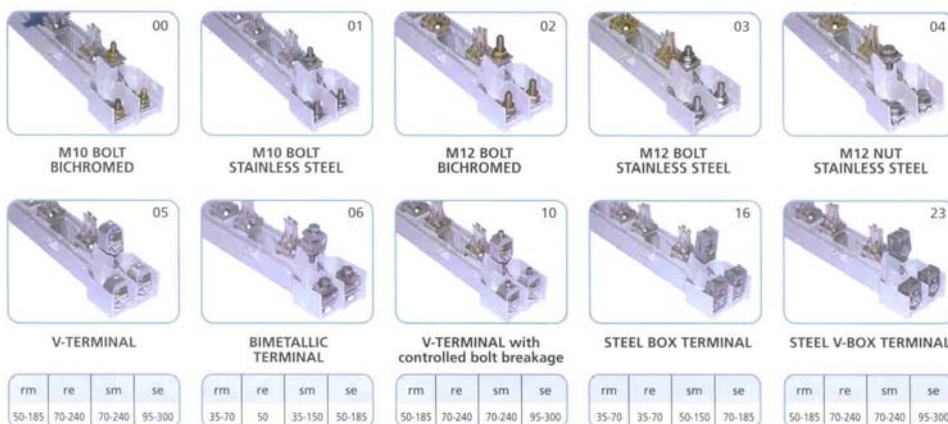 00
01
02
03
04
M10 BOLT
BICHROMED
M10 BOLT
STAINLESS STEEL
M12 BOLT
BICHROMED
M12 BOLT
STAINLESS STEEL
M12 NUT
STAINLESS STEEL
05
06
10
16
23
V-TERMINAL
BIMETALLIC
TERMINAL
V-TERMINAL with
controlled bolt breakage
STEEL BOX TERMINAL
STEEL V-BOX TERMINAL
rm re sm se
50-185 70-240 70-240 95-300
rm re sm se
35-70 50 35-150 50-185
rm re sm se
50-185 70-240 70-240 95-300
rm re sm se
35-70 35-70 50-150 70-185
rm re sm se
50-185 70-240 70-240 95-300